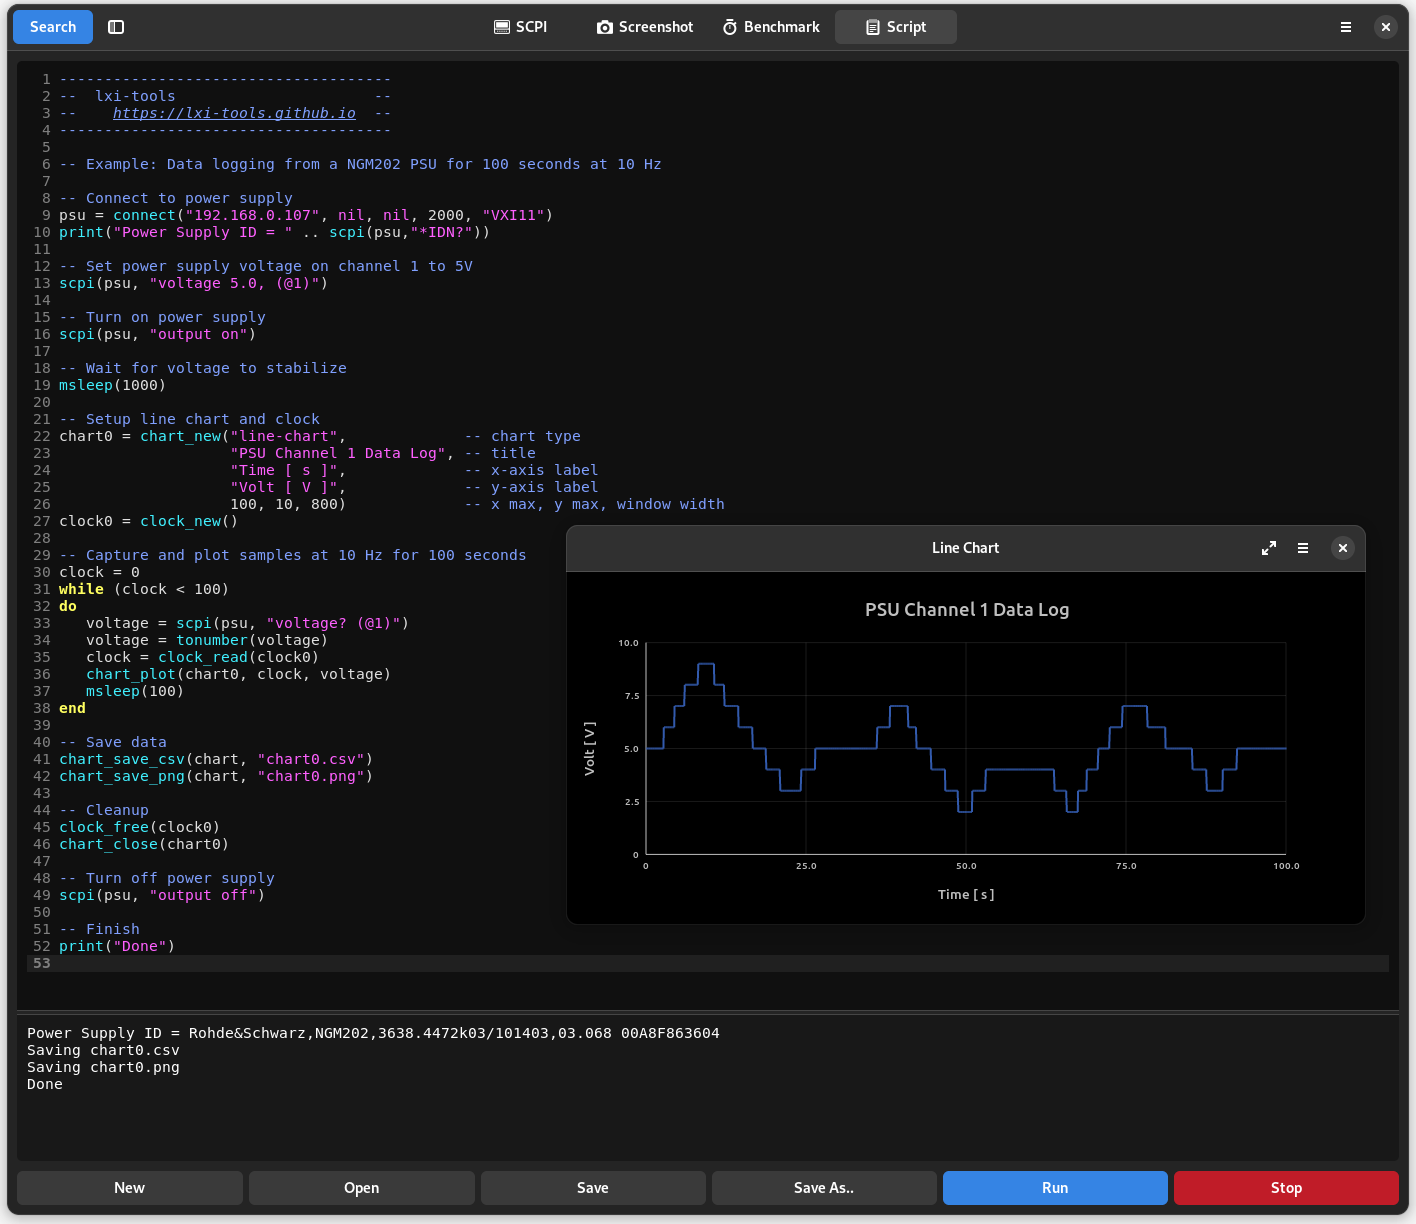 Search SCPI Screenshot Benchmark Script
1 -------------------------------------
2 --  lxi-tools                      --
3 --    https://lxi-tools.github.io  --
4 -------------------------------------
5
6 -- Example: Data logging from a NGM202 PSU for 100 seconds at 10 Hz
7
8 -- Connect to power supply
9 psu = connect("192.168.0.107", nil, nil, 2000, "VXI11")
10 print("Power Supply ID = " .. scpi(psu,"*IDN?"))
11
12 -- Set power supply voltage on channel 1 to 5V
13 scpi(psu, "voltage 5.0, (@1)")
14
15 -- Turn on power supply
16 scpi(psu, "output on")
17
18 -- Wait for voltage to stabilize
19 msleep(1000)
20
21 -- Setup line chart and clock
22 chart0 = chart_new("line-chart",             -- chart type
23                    "PSU Channel 1 Data Log", -- title
24                    "Time [ s ]",             -- x-axis label
25                    "Volt [ V ]",             -- y-axis label
26                    100, 10, 800)             -- x max, y max, window width
27 clock0 = clock_new()
28
29 -- Capture and plot samples at 10 Hz for 100 seconds
30 clock = 0
31 while (clock < 100)
32 do
33    voltage = scpi(psu, "voltage? (@1)")
34    voltage = tonumber(voltage)
35    clock = clock_read(clock0)
36    chart_plot(chart0, clock, voltage)
37    msleep(100)
38 end
39
40 -- Save data
41 chart_save_csv(chart, "chart0.csv")
42 chart_save_png(chart, "chart0.png")
43
44 -- Cleanup
45 clock_free(clock0)
46 chart_close(chart0)
47
48 -- Turn off power supply
49 scpi(psu, "output off")
50
51 -- Finish
52 print("Done")
53
Line Chart
PSU Channel 1 Data Log
10.0
7.5
5.0
2.5
0
Volt [ V ]
0 25.0 50.0 75.0 100.0
Time [ s ]
Power Supply ID = Rohde&Schwarz,NGM202,3638.4472k03/101403,03.068 00A8F863604
Saving chart0.csv
Saving chart0.png
Done
New Open Save Save As.. Run Stop